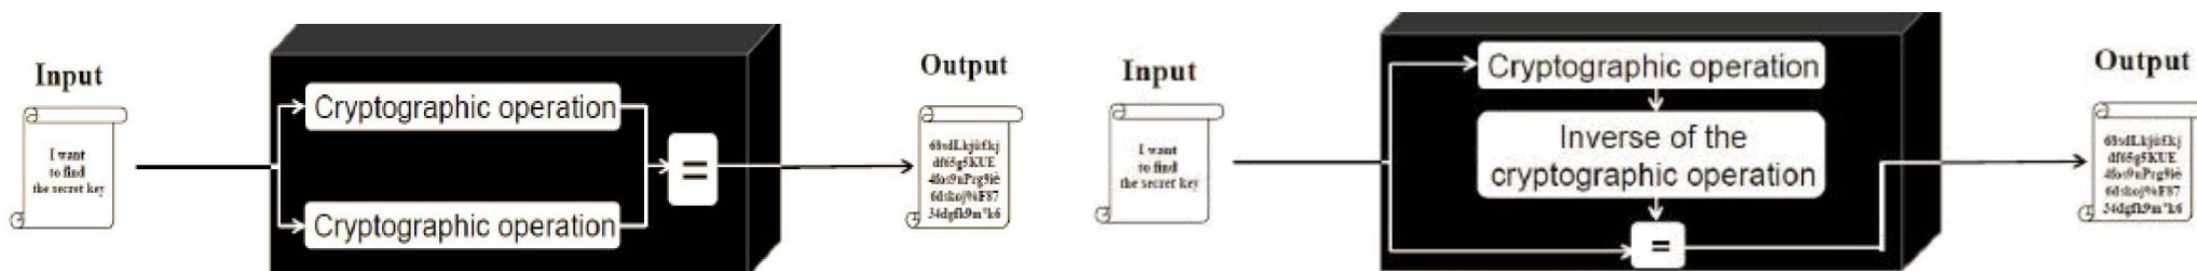 Input
I want
to find
the secret key
Cryptographic operation
Cryptographic operation
=
Output
Input
I want
to find
the secret key
Cryptographic operation
Inverse of the
cryptographic operation
=
Output